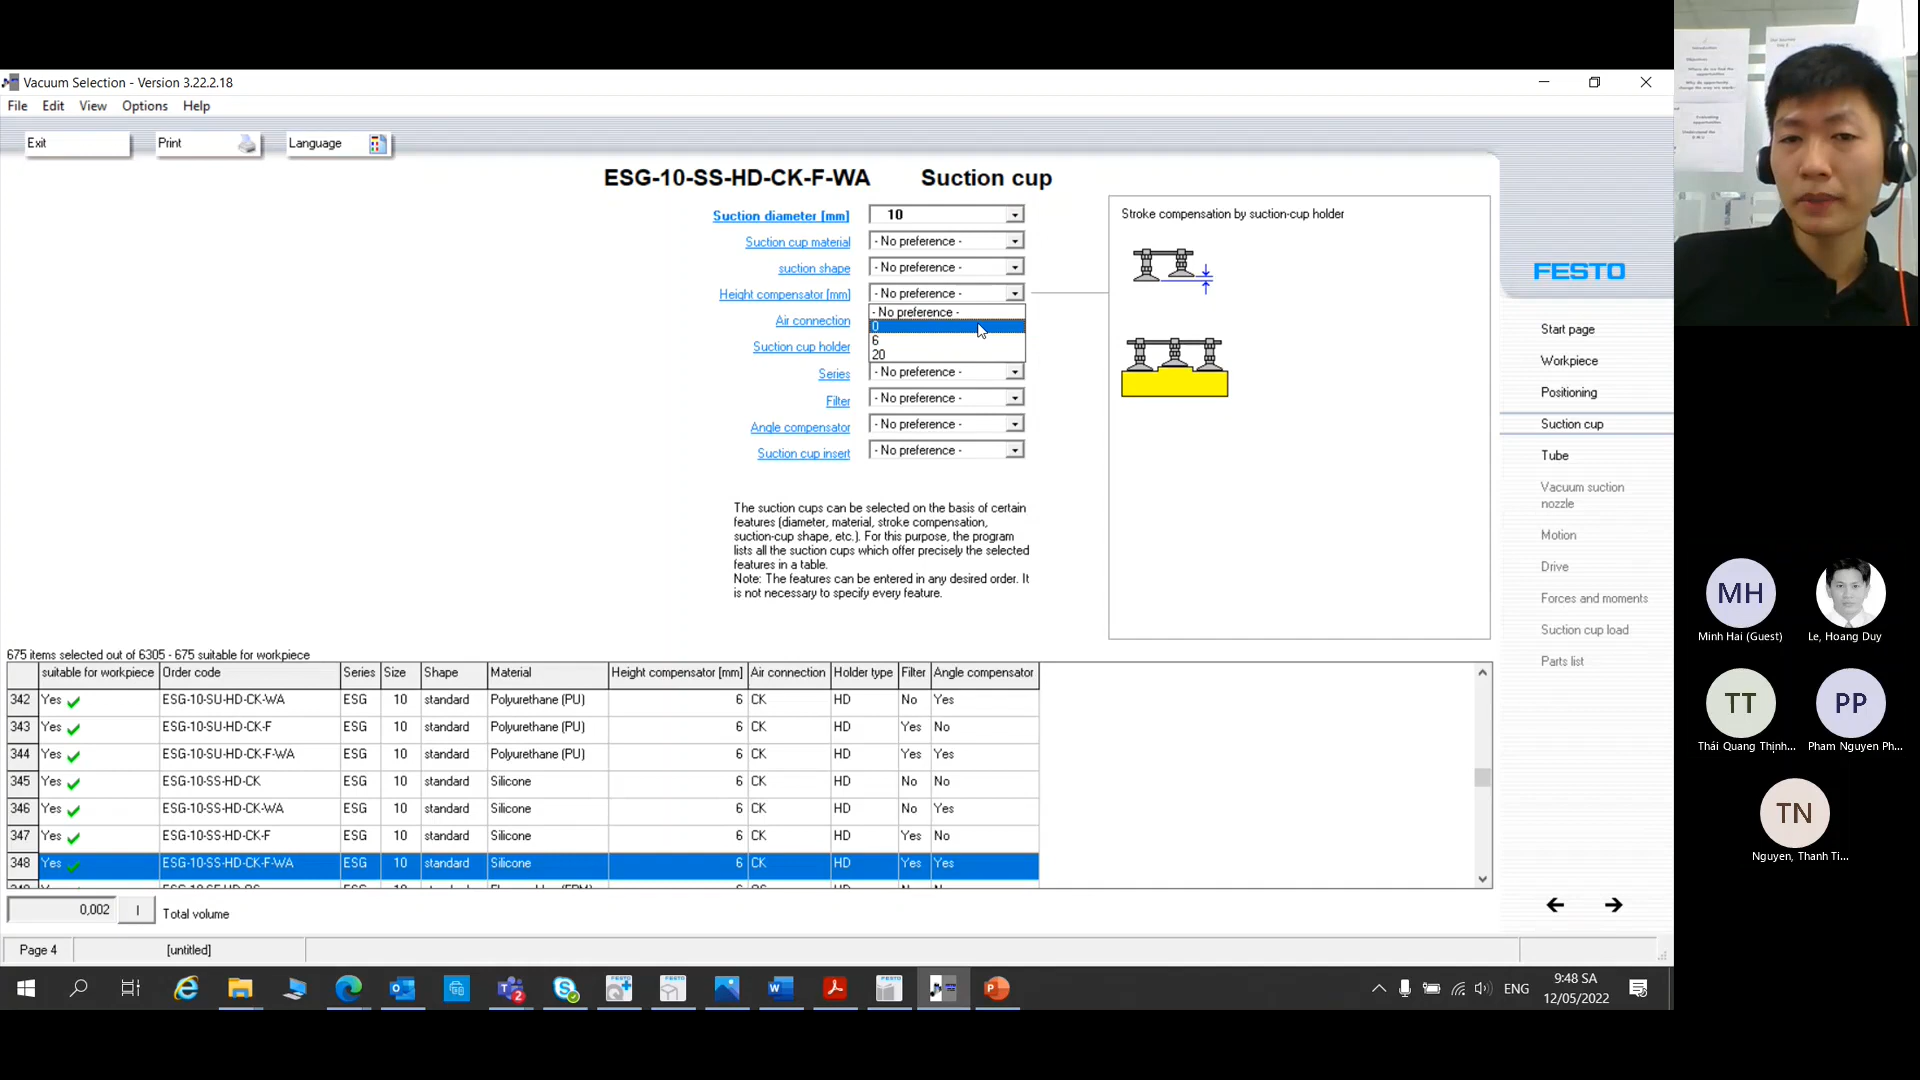 Vacuum Selection - Version 3.22.2.18
File Edit View Options Help
Exit Print Language
ESG-10-SS-HD-CK-F-WA Suction cup
Suction diameter [mm] 10
Suction cup material - No preference -
suction shape - No preference -
Height compensator [mm] - No preference -
- No preference -
0
6
20
Air connection
Suction cup holder
Series - No preference -
Filter - No preference -
Angle compensator - No preference -
Suction cup insert - No preference -
The suction cups can be selected on the basis of certain
features (diameter, material, stroke compensation,
suction-cup shape, etc.). For this purpose, the program
lists all the suction cups which offer precisely the selected
features in a table.
Note: The features can be entered in any desired order. It
is not necessary to specify every feature.
Stroke compensation by suction-cup holder
FESTO
Start page
Workpiece
Positioning
Suction cup
Tube
Vacuum suction
nozzle
Motion
Drive
Forces and moments
Suction cup load
Parts list
675 items selected out of 6305 - 675 suitable for workpiece
suitable for workpiece Order code Series Size Shape Material Height compensator [mm] Air connection Holder type Filter Angle compensator
342 Yes ESG-10-SU-HD-CK-WA ESG 10 standard Polyurethane (PU) 6 CK HD No Yes
343 Yes ESG-10-SU-HD-CK-F ESG 10 standard Polyurethane (PU) 6 CK HD Yes No
344 Yes ESG-10-SU-HD-CK-F-WA ESG 10 standard Polyurethane (PU) 6 CK HD Yes Yes
345 Yes ESG-10-SS-HD-CK ESG 10 standard Silicone 6 CK HD No No
346 Yes ESG-10-SS-HD-CK-WA ESG 10 standard Silicone 6 CK HD No Yes
347 Yes ESG-10-SS-HD-CK-F ESG 10 standard Silicone 6 CK HD Yes No
348 Yes ESG-10-SS-HD-CK-F-WA ESG 10 standard Silicone 6 CK HD Yes Yes
0,002 l Total volume
Page 4 [untitled]
ENG
9:48 SA
12/05/2022
MH
Minh Hai (Guest)
Le, Hoang Duy
TT
Thái Quang Thịnh...
PP
Pham Nguyen Ph...
TN
Nguyen, Thanh Ti...